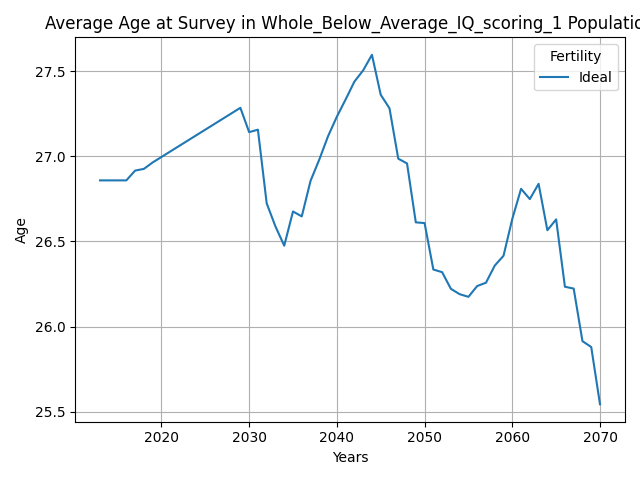 Average Age at Survey in Whole_Below_Average_IQ_scoring_1 Populatio
Fertility
Ideal
27.5
27.0
26.5
26.0
25.5
Age
2020 2030 2040 2050 2060 2070
Years